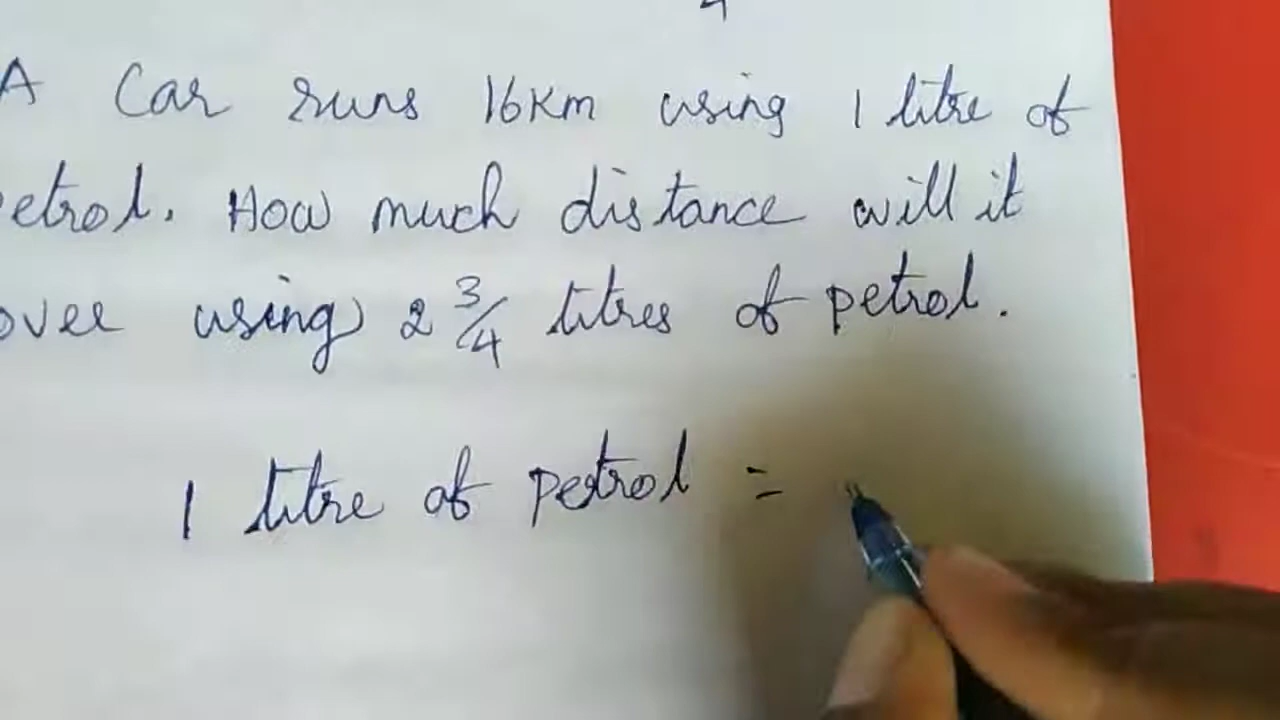 A Car runs 16Km using 1 litre of
etrol. How much distance will it
over using 2 3/4 litres of petrol.
1 litre of petrol =